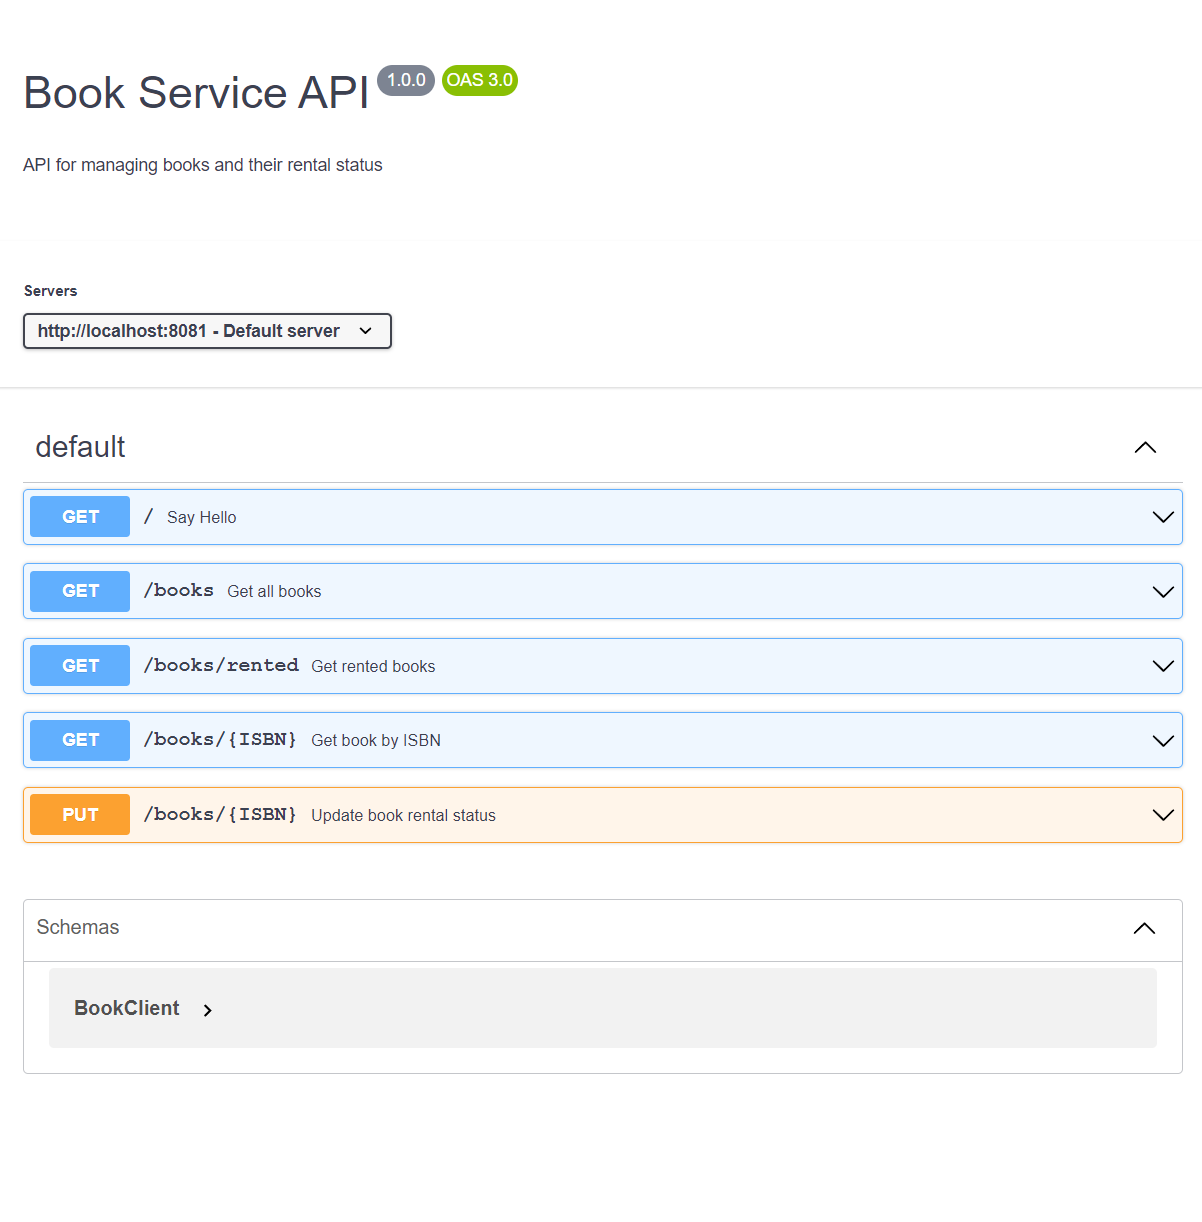 Book Service API 1.0.0 OAS 3.0
API for managing books and their rental status
Servers
http://localhost:8081 - Default server
default
GET / Say Hello
GET /books Get all books
GET /books/rented Get rented books
GET /books/{ISBN} Get book by ISBN
PUT /books/{ISBN} Update book rental status
Schemas
BookClient